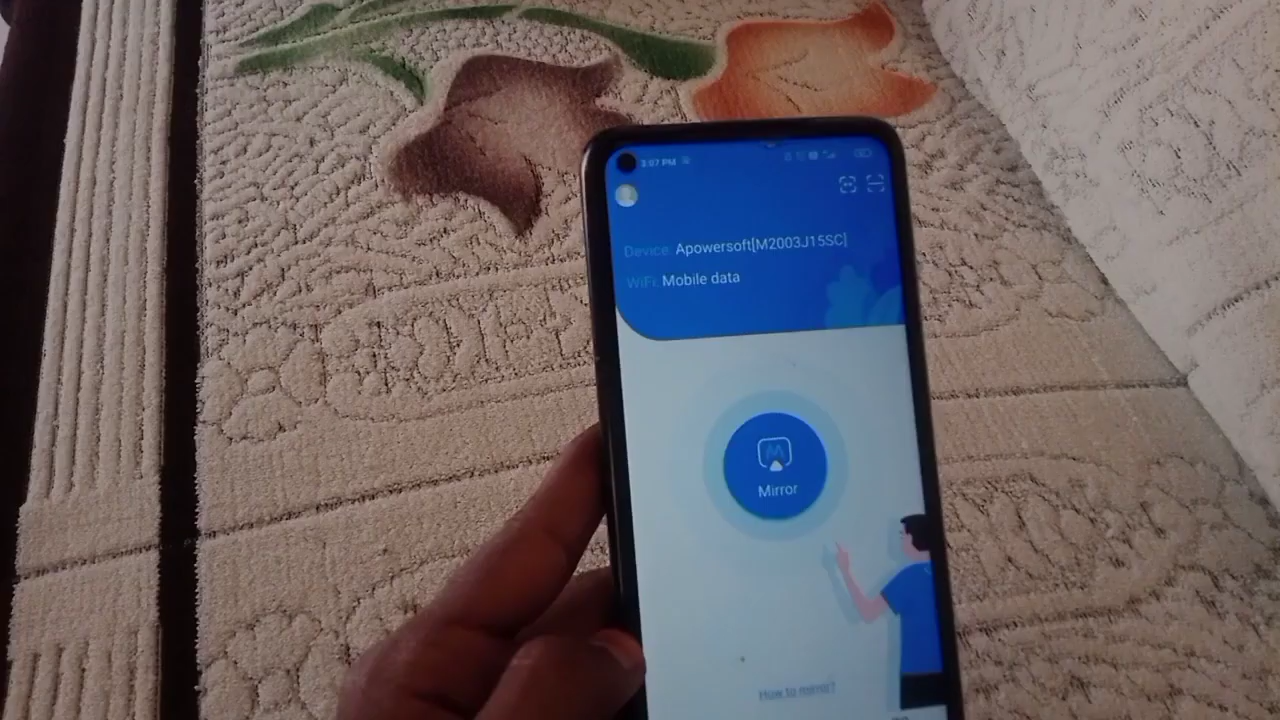 3:07 PM
Device: Apowersoft[M2003J15SC]
WiFi: Mobile data
Mirror
How to mirror?